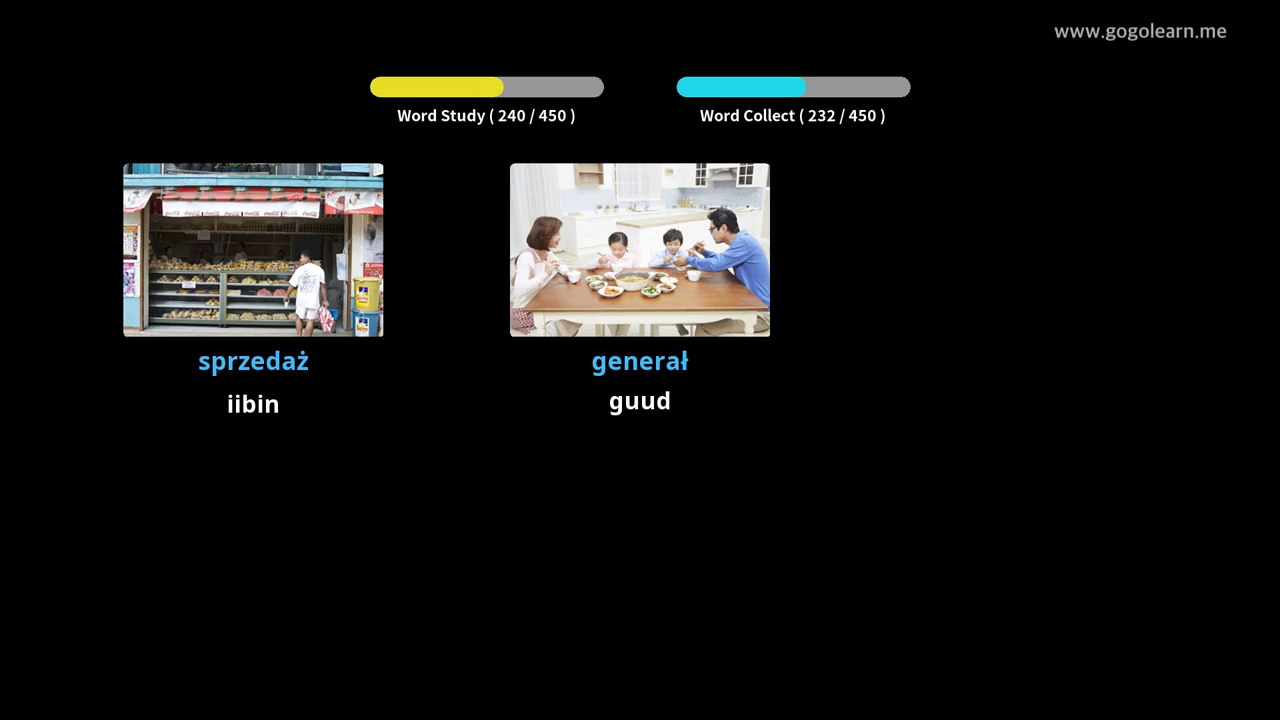 www.gogolearn.me
Word Study ( 240 / 450 )
Word Collect ( 232 / 450 )
sprzedaż
generał
iibin
guud